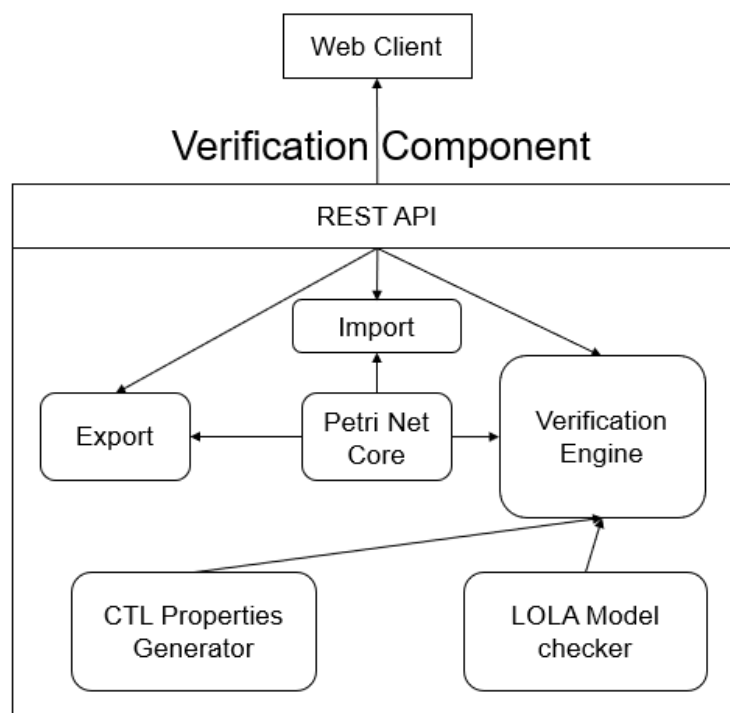 Web Client
Verification Component
REST API
Import
Export
Petri Net
Core
Verification
Engine
CTL Properties
Generator
LOLA Model
checker